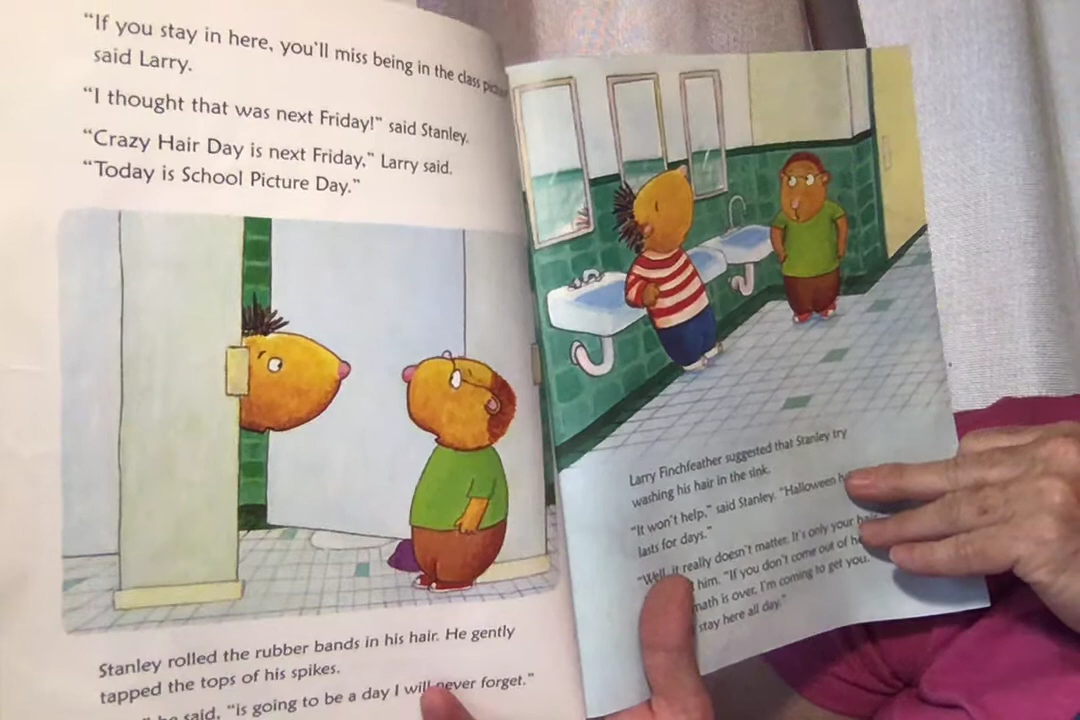 “If you stay in here, you’ll miss being in the class
said Larry.
“I thought that was next Friday!” said Stanley.
“Crazy Hair Day is next Friday,” Larry said.
“Today is School Picture Day.”
Stanley rolled the rubber bands in his hair. He gently
tapped the tops of his spikes.
he said, “is going to be a day I will never forget.”
Larry Finchfeather suggested that Stanley try
washing his hair in the sink.
“It won’t help,” said Stanley. “Halloween
lasts for days.”
“Well, it really doesn’t matter. It’s only your hair
him. “If you don’t come out of
math is over, I’m coming to get you.
stay here all day.”